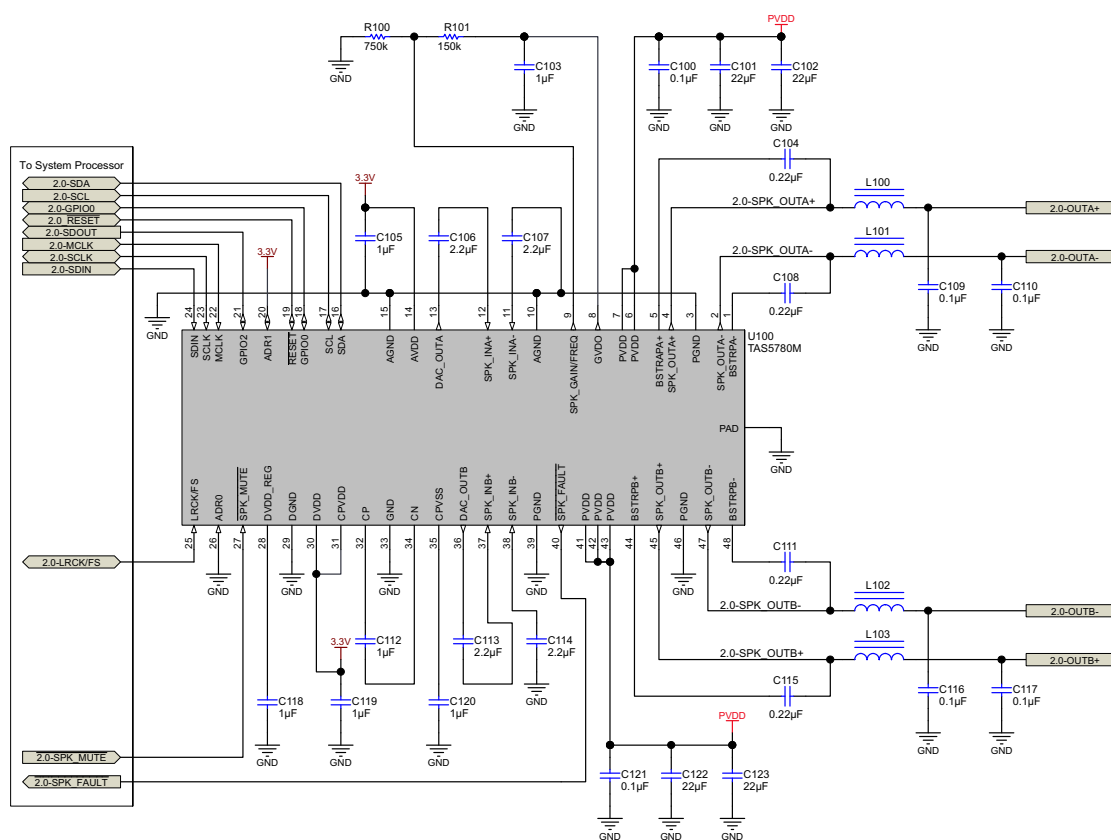 R100
750k
R101
150k
GND
C103
1µF
GND
PVDD
C100
0.1µF
C101
22µF
C102
22µF
GND
GND
GND
To System Processor
2.0-SDA
2.0-SCL
2.0-GPIO0
2.0_RESET
2.0-SDOUT
2.0-MCLK
2.0-SCLK
2.0-SDIN
3.3V
3.3V
C105
1µF
C106
2.2µF
C107
2.2µF
C104
0.22µF
2.0-SPK_OUTA+
L100
2.0-OUTA+
2.0-SPK_OUTA-
L101
2.0-OUTA-
C108
0.22µF
C109
0.1µF
C110
0.1µF
GND
GND
GND
24
23
22
21
20
19
18
17
16
15
14
13
12
11
10
9
8
7
6
5
4
3
2
1
U100
TAS5780M
SDIN
SCLK
MCLK
GPIO2
ADR1
RESET
GPIO0
SCL
SDA
AGND
AVDD
DAC_OUTA
SPK_INA+
SPK_INA-
AGND
SPK_GAIN/FREQ
GVDO
PVDD
PVDD
BSTRAPA+
SPK_OUTA+
PGND
SPK_OUTA-
BSTRPA-
PAD
GND
LRCK/FS
ADR0
SPK_MUTE
DVDD_REG
DGND
DVDD
CPVDD
CP
GND
CN
CPVSS
DAC_OUTB
SPK_INB+
SPK_INB-
PGND
SPK_FAULT
PVDD
PVDD
PVDD
BSTRPB+
SPK_OUTB+
PGND
SPK_OUTB-
BSTRPB-
25
26
27
28
29
30
31
32
33
34
35
36
37
38
39
40
41
42
43
44
45
46
47
48
2.0-LRCK/FS
GND
GND
GND
GND
GND
C111
0.22µF
L102
2.0-SPK_OUTB-
2.0-OUTB-
3.3V
C112
1µF
C113
2.2µF
C114
2.2µF
GND
2.0-SPK_OUTB+
L103
2.0-OUTB+
C115
0.22µF
C116
0.1µF
C117
0.1µF
GND
GND
C118
1µF
C119
1µF
C120
1µF
GND
GND
GND
PVDD
2.0-SPK_MUTE
2.0-SPK_FAULT
C121
0.1µF
C122
22µF
C123
22µF
GND
GND
GND